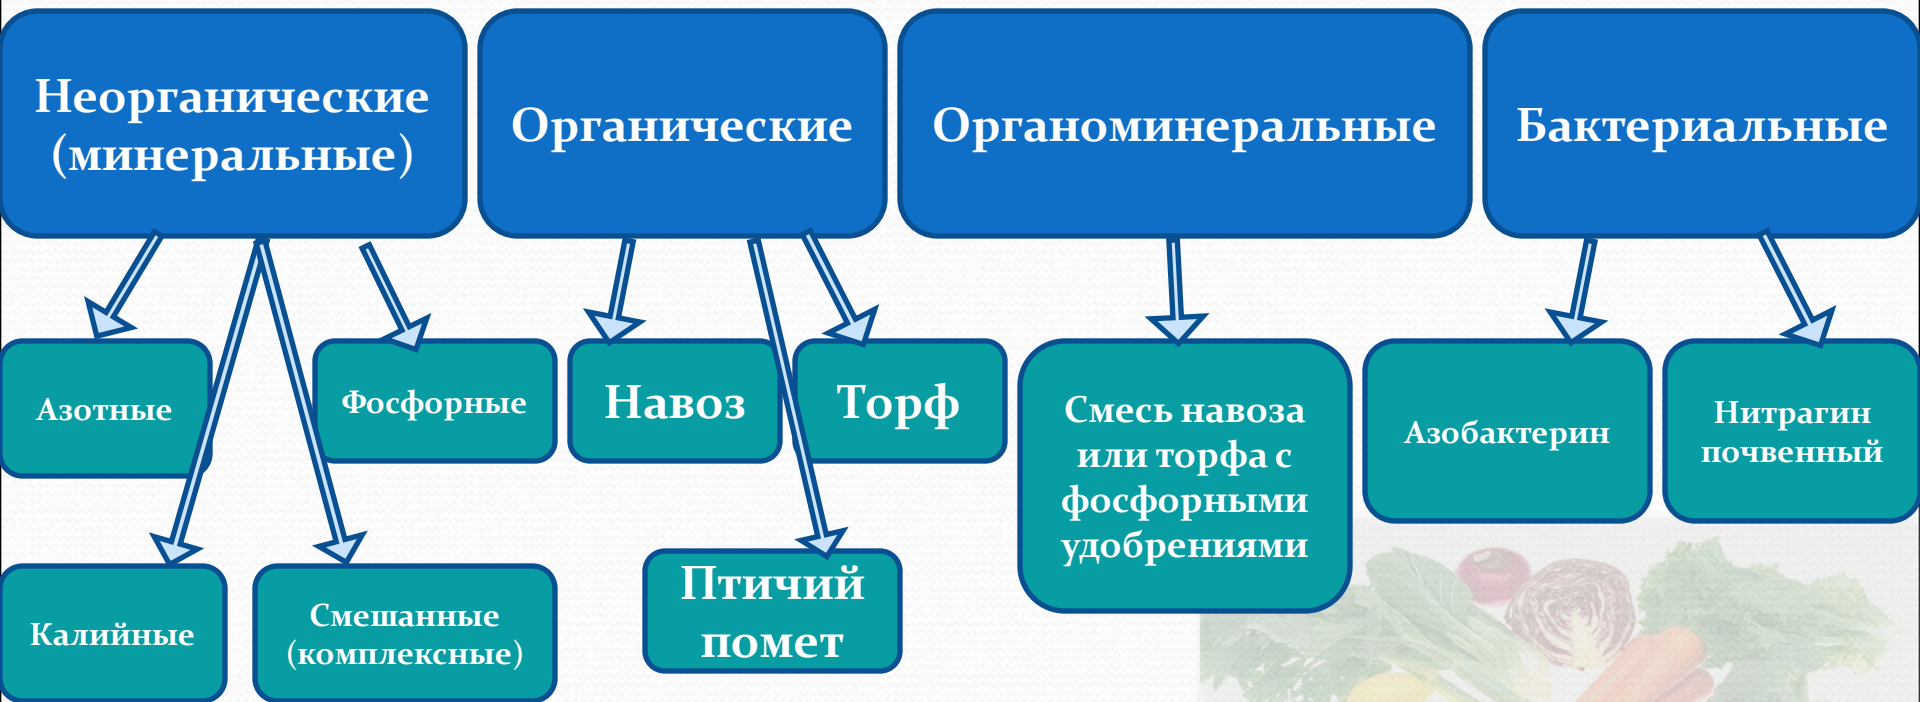 Неорганические
(минеральные)
Органические
Органоминеральные
Бактериальные
Азотные
Фосфорные
Навоз
Торф
Смесь навоза
или торфа с
фосфорными
удобрениями
Азобактерин
Нитрагин
почвенный
Калийные
Смешанные
(комплексные)
Птичий
помет